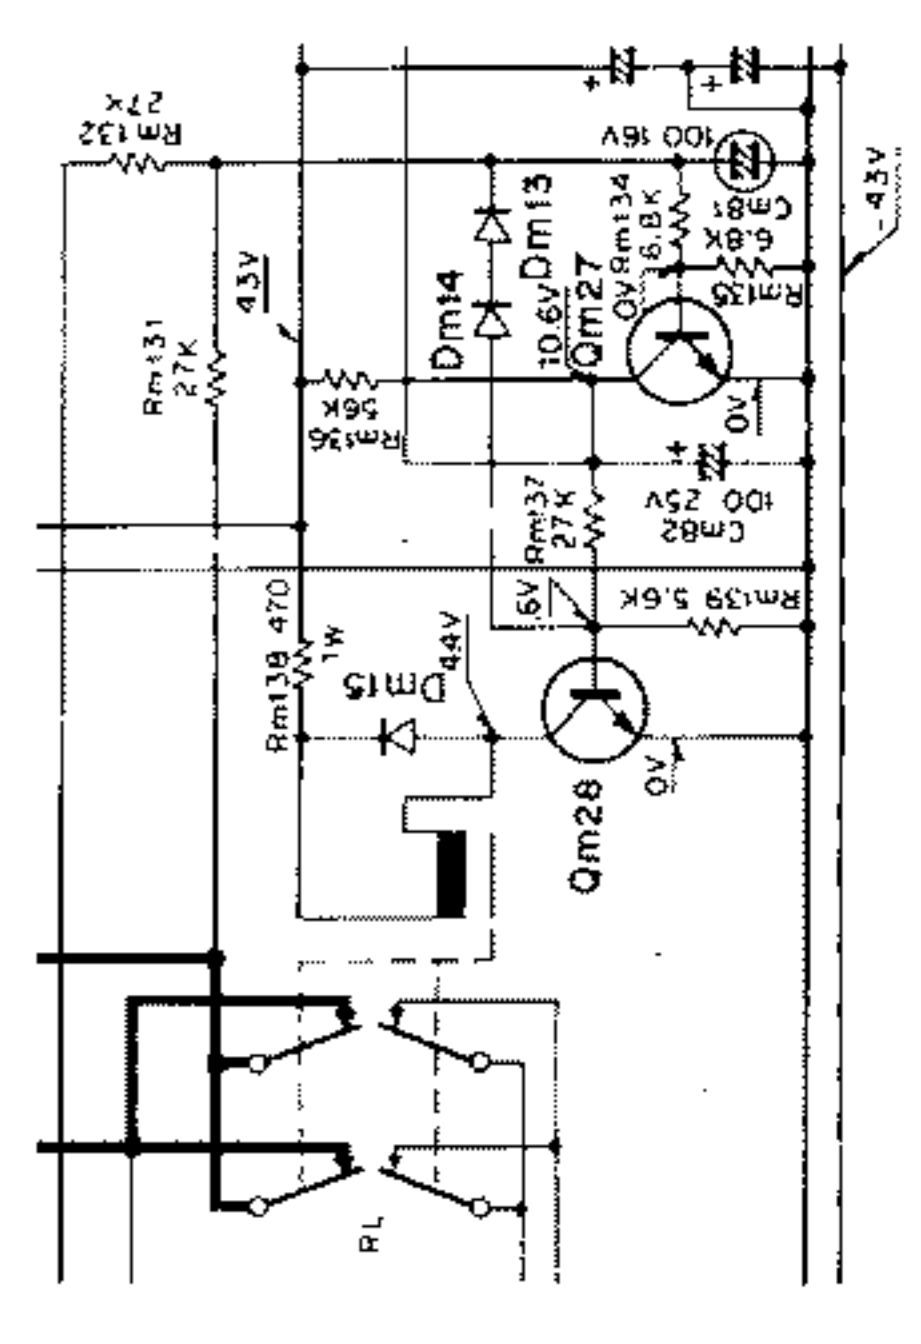 27K
Rm132
100 16V
Cm81
-43V
6.8K
Rm135
Rm134
6.8K
0V
Dm13
Dm14
10.6V
Qm27
43V
Rm131
27K
56K
Rm136
0V
+
+
+
100 25V
Cm82
Rm137
27K
.6V
Rm139 5.6K
Rm138 470
1W
Dm15
44V
0V
Qm28
RL